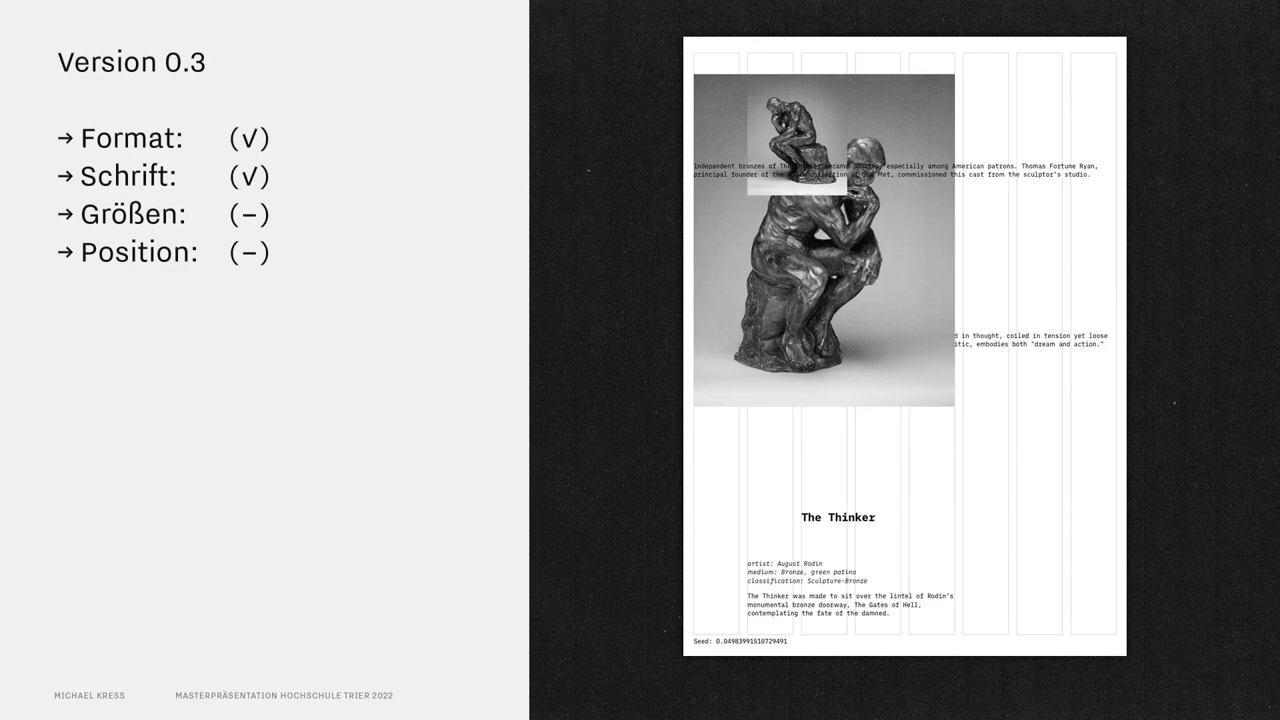 Version 0.3
→ Format: (√)
→ Schrift: (√)
→ Größen: (–)
→ Position: (–)
MICHAEL KRESS MASTERPRÄSENTATION HOCHSCHULE TRIER 2022
Independent bronzes of The became especially among American patrons. Thomas Fortune Ryan,
principal founder of the collection at the Met, commissioned this cast from the sculptor's studio.
d in thought, coiled in tension yet loose
itic, embodies both "dream and action."
The Thinker
artist: August Rodin
medium: Bronze, green patina
classification: Sculpture-Bronze
The Thinker was made to sit over the lintel of Rodin's
monumental bronze doorway, The Gates of Hell,
contemplating the fate of the damned.
Seed: 0.04983991510729491